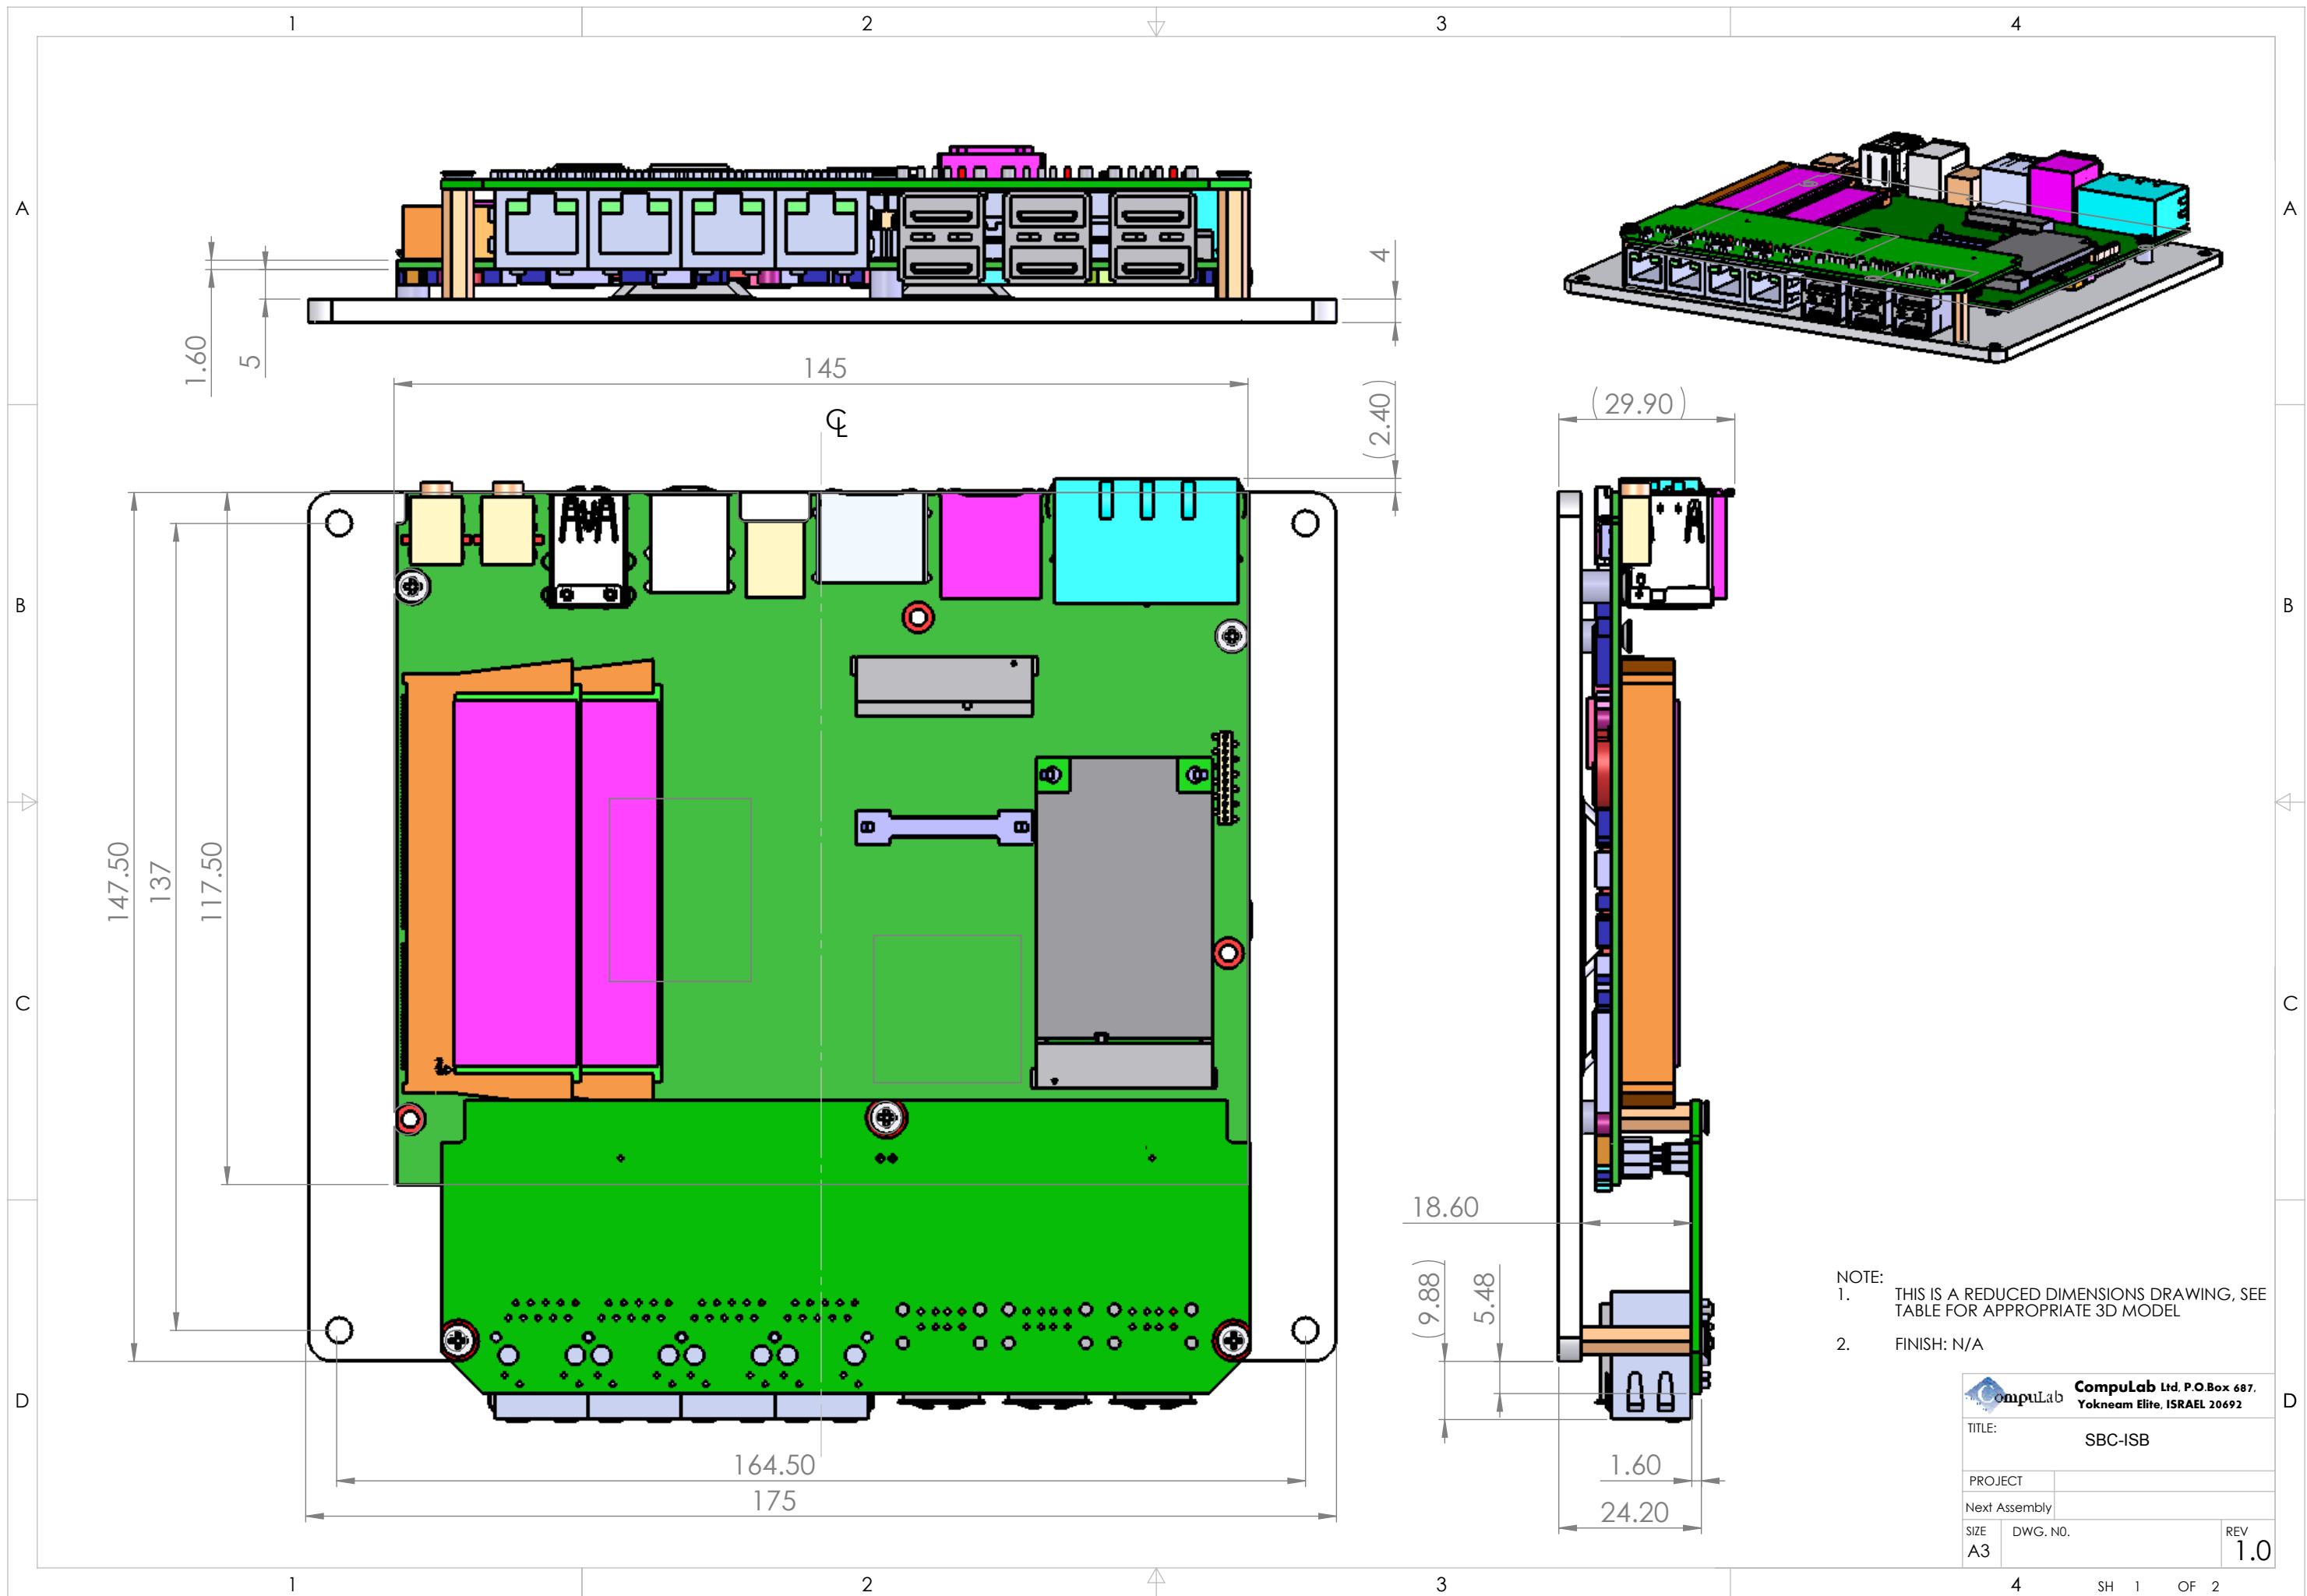 1 2 3 4
A A
4
1.60
5
145
(2.40)
(29.90)
℄
B B
147.50
137
117.50
C C
18.60
(9.88)
5.48
NOTE:
1. THIS IS A REDUCED DIMENSIONS DRAWING, SEE
TABLE FOR APPROPRIATE 3D MODEL
2. FINISH: N/A
D D
CompuLab
CompuLab Ltd, P.O.Box 687,
Yokneam Elite, ISRAEL 20692
TITLE:
SBC-ISB
164.50
175
1.60
24.20
PROJECT
Next Assembly
SIZE DWG. N0. REV
A3 1.0
1 2 3 4
SH 1 OF 2